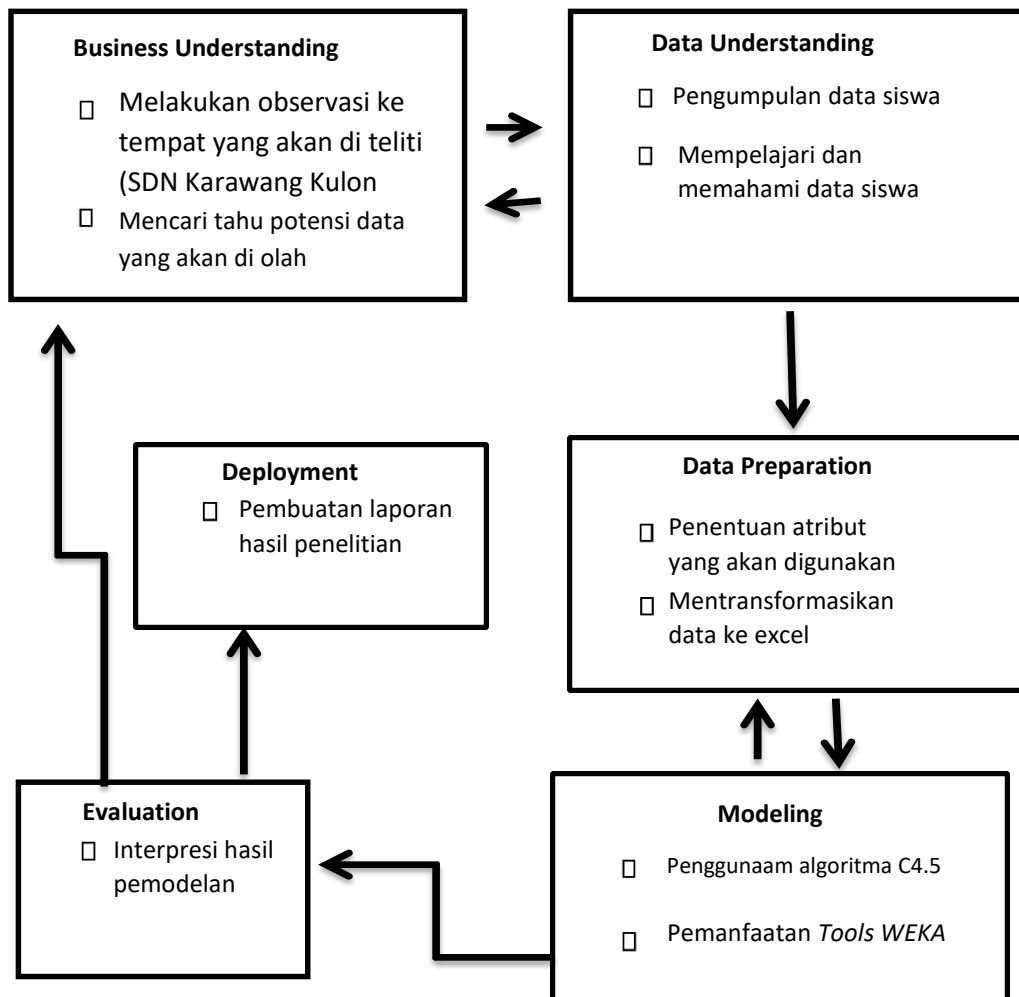 Business Understanding
Melakukan observasi ke
tempat yang akan di teliti
(SDN Karawang Kulon
Mencari tahu potensi data
yang akan di olah
Data Understanding
Pengumpulan data siswa
Mempelajari dan
memahami data siswa
Deployment
Pembuatan laporan
hasil penelitian
Data Preparation
Penentuan atribut
yang akan digunakan
Mentransformasikan
data ke excel
Evaluation
Interpresi hasil
pemodelan
Modeling
Penggunaam algoritma C4.5
Pemanfaatan Tools WEKA